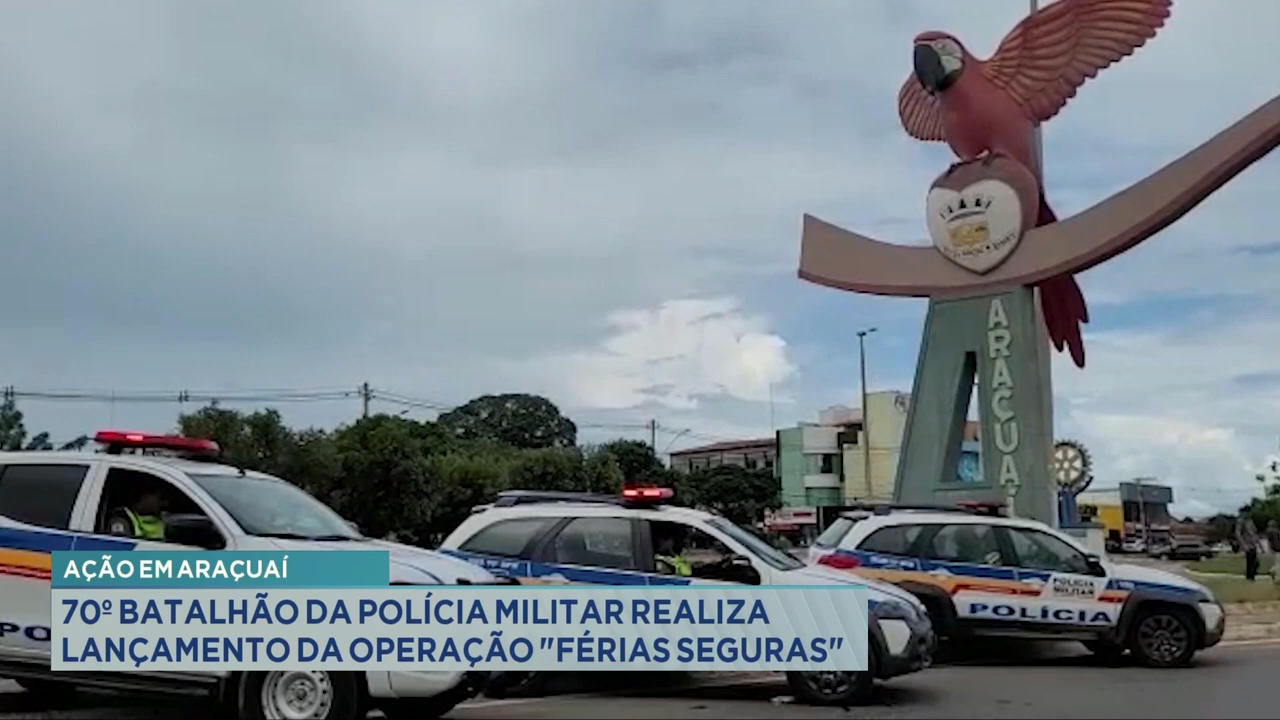 ARAÇUAÍ
POLÍCIA
MILITAR
POLÍCIA
PO
AÇÃO EM ARAÇUAÍ
70º BATALHÃO DA POLÍCIA MILITAR REALIZA
LANÇAMENTO DA OPERAÇÃO "FÉRIAS SEGURAS"